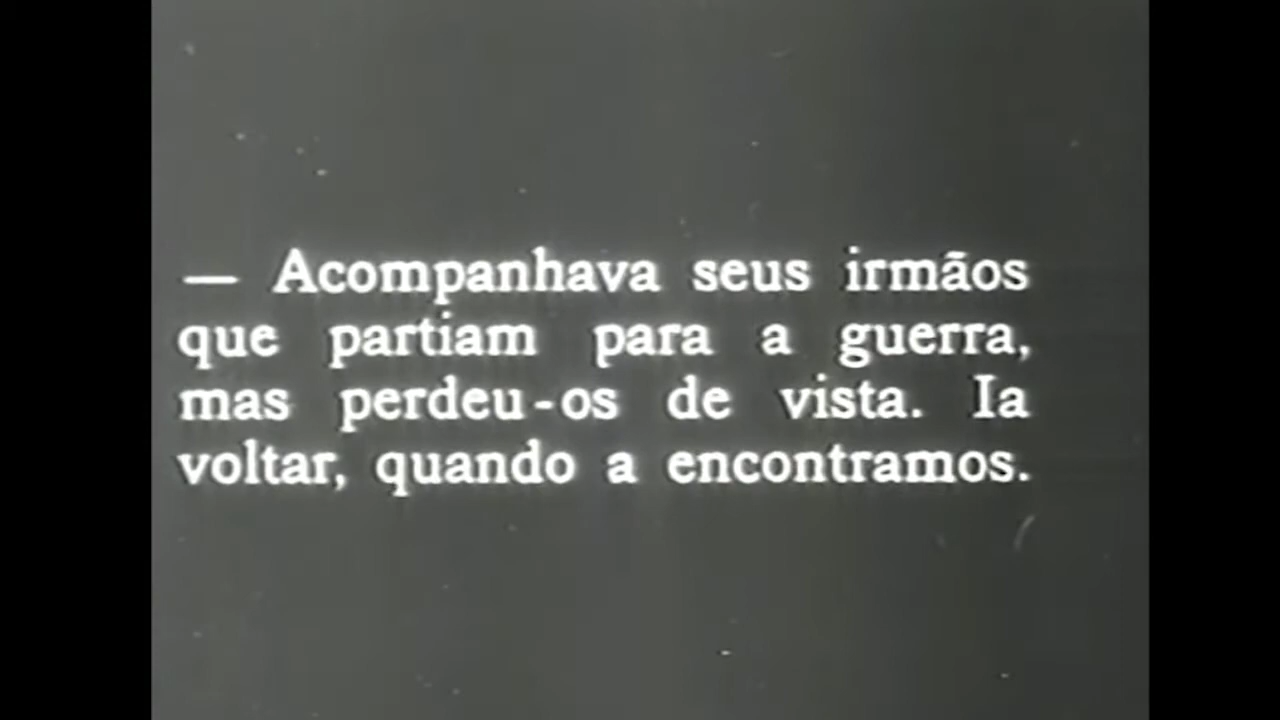 — Acompanhava seus irmãos
que partiam para a guerra,
mas perdeu-os de vista. Ia
voltar, quando a encontramos.